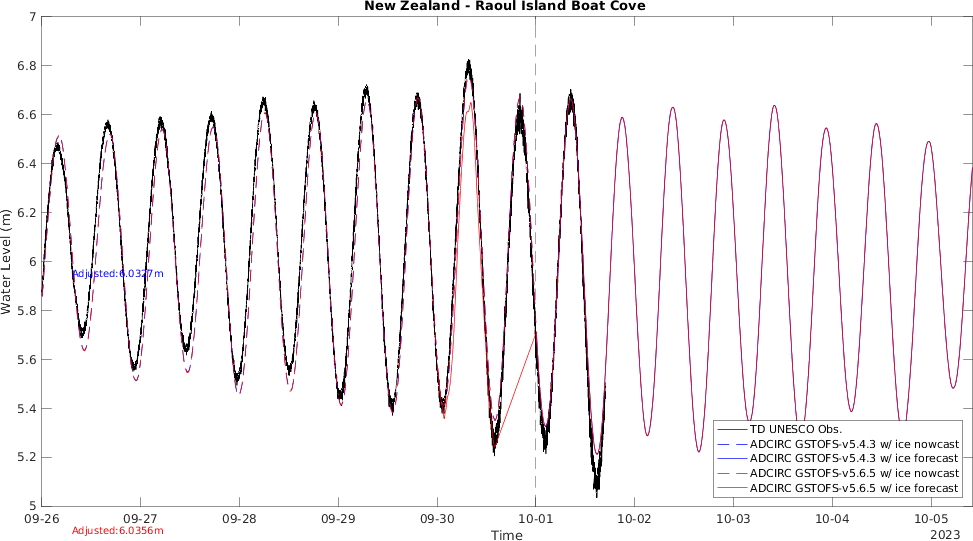 New Zealand - Raoul Island Boat Cove
7
6.8
6.6
6.4
6.2
6
5.8
5.6
5.4
5.2
5
Water Level (m)
Adjusted:6.0327m
TD UNESCO Obs.
ADCIRC GSTOFS-v5.4.3 w/ ice nowcast
ADCIRC GSTOFS-v5.4.3 w/ ice forecast
ADCIRC GSTOFS-v5.6.5 w/ ice nowcast
ADCIRC GSTOFS-v5.6.5 w/ ice forecast
09-26 09-27 09-28 09-29 09-30 10-01 10-02 10-03 10-04 10-05
Adjusted:6.0356m
Time
2023